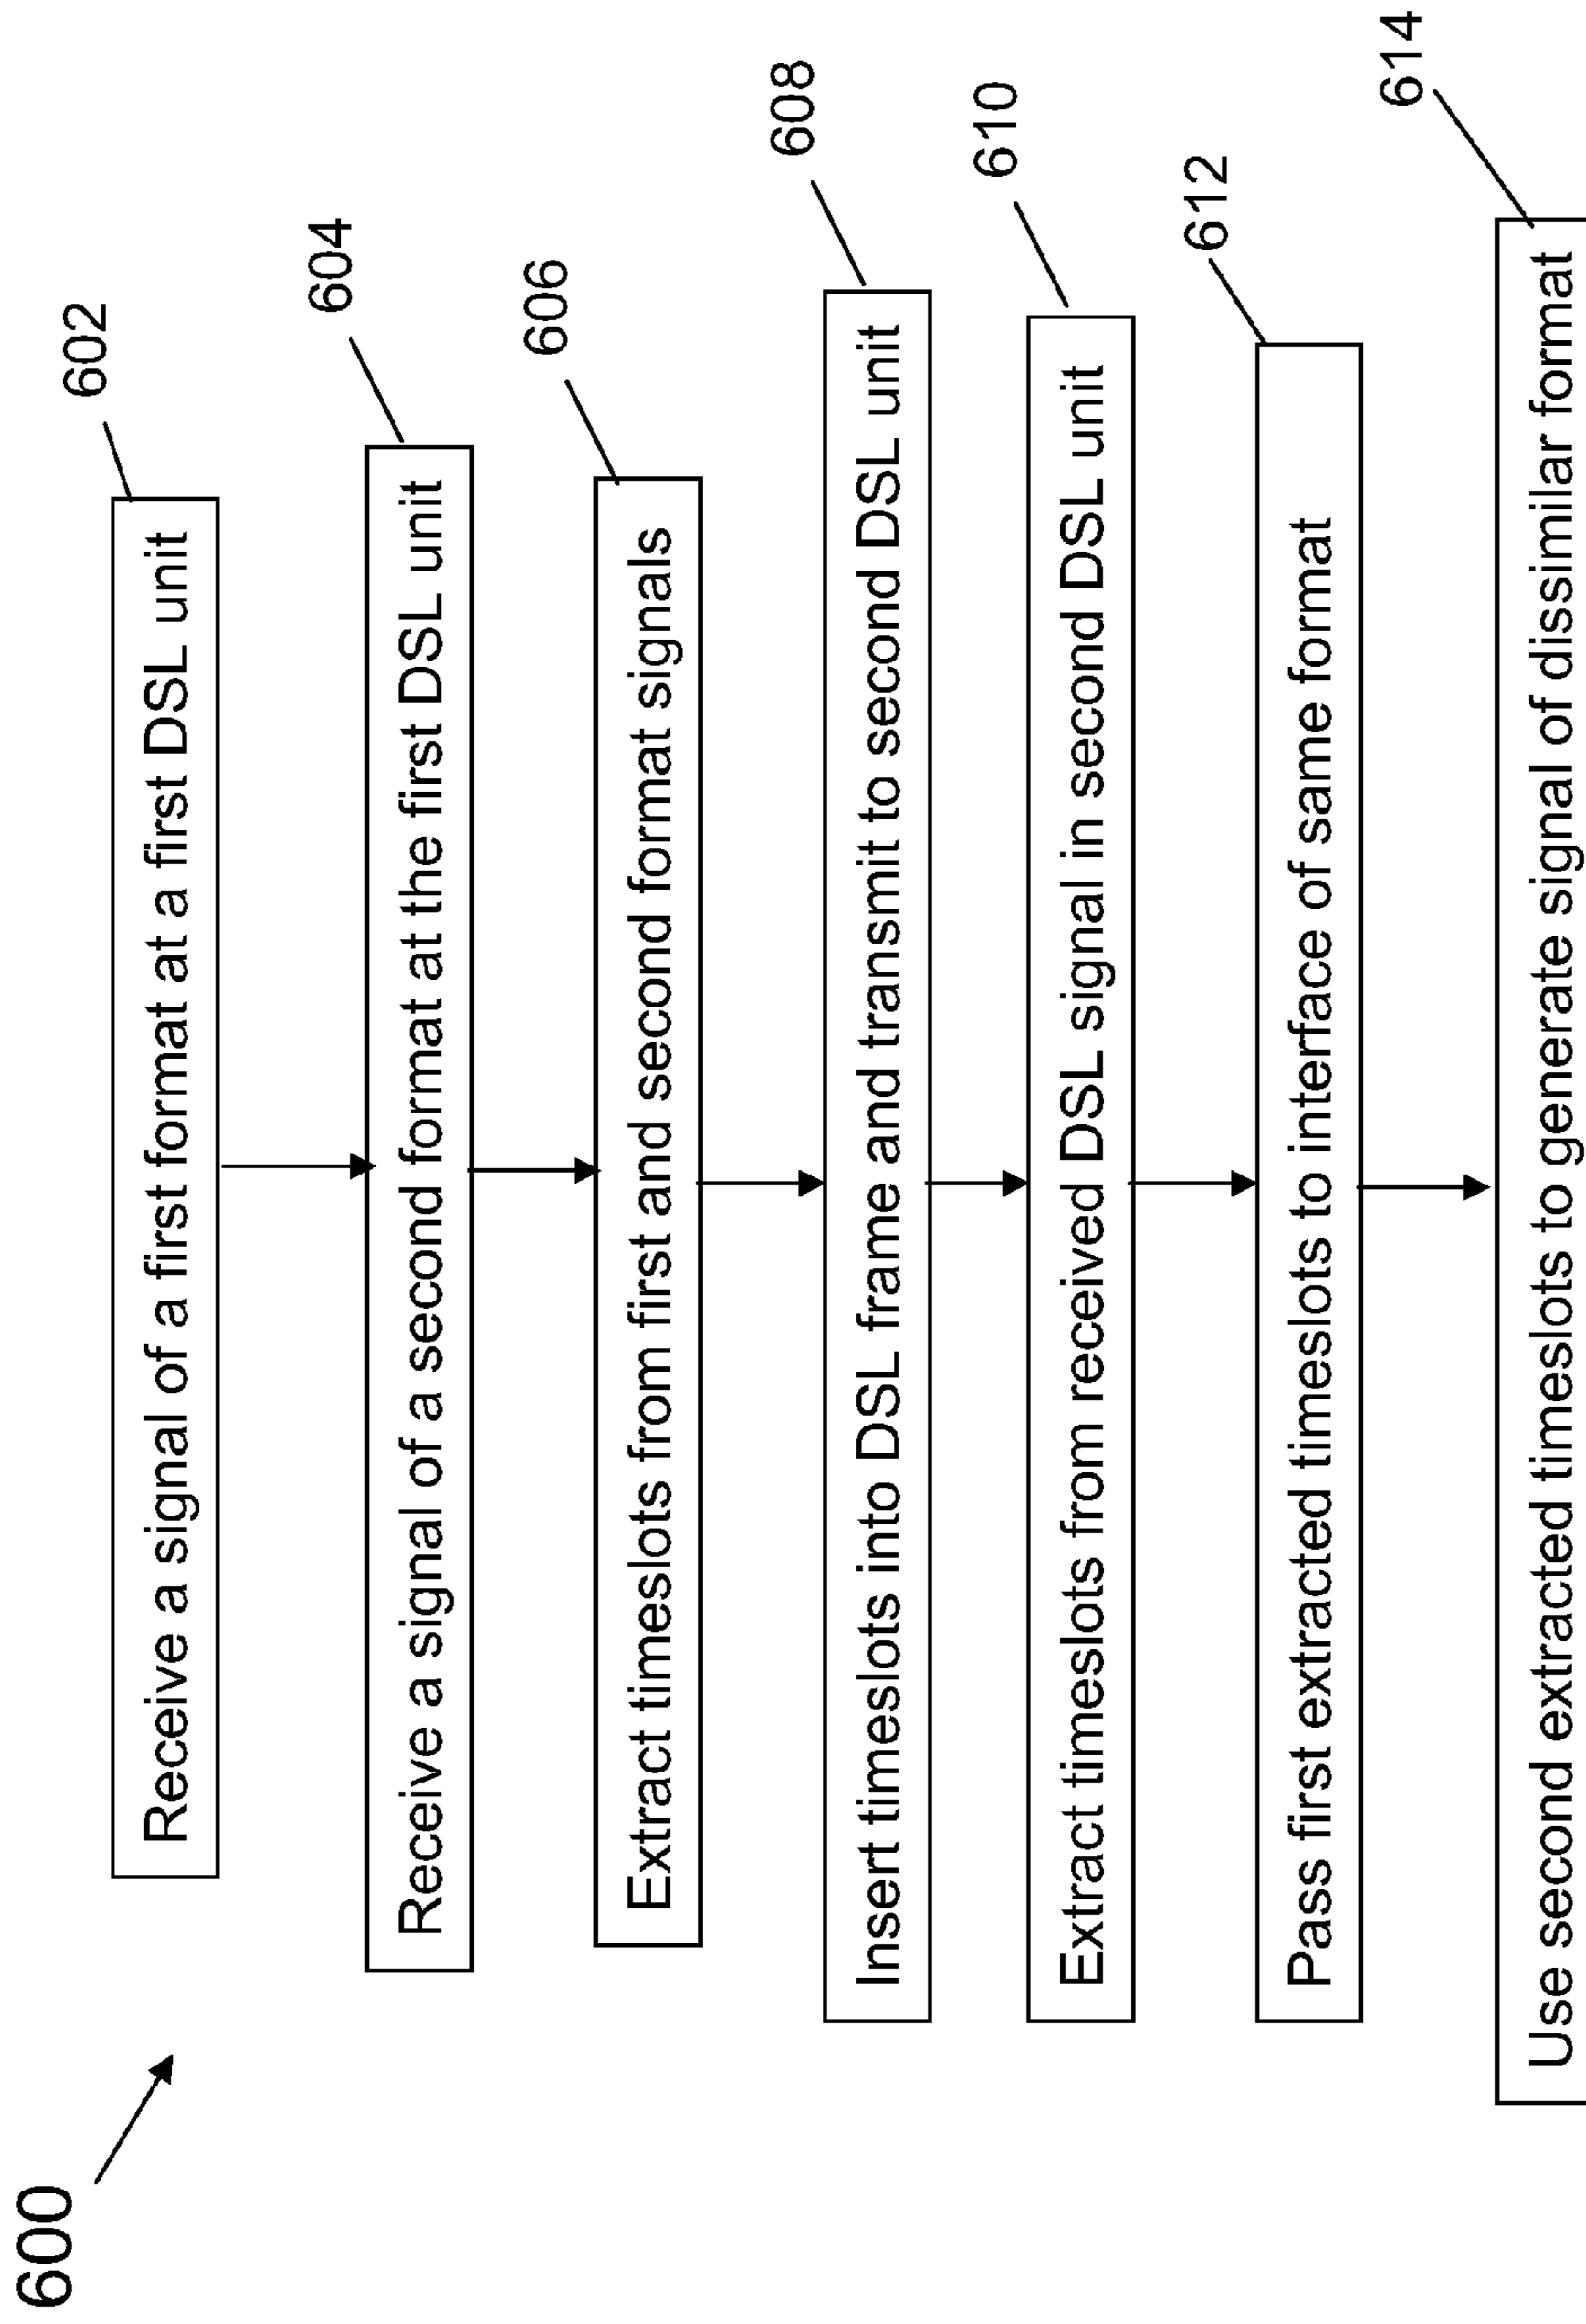 600
602
Receive a signal of a first format at a first DSL unit
604
Receive a signal of a second format at the first DSL unit
606
Extract timeslots from first and second format signals
608
Insert timeslots into DSL frame and transmit to second DSL unit
610
Extract timeslots from received DSL signal in second DSL unit
612
Pass first extracted timeslots to interface of same format
614
Use second extracted timeslots to generate signal of dissimilar format